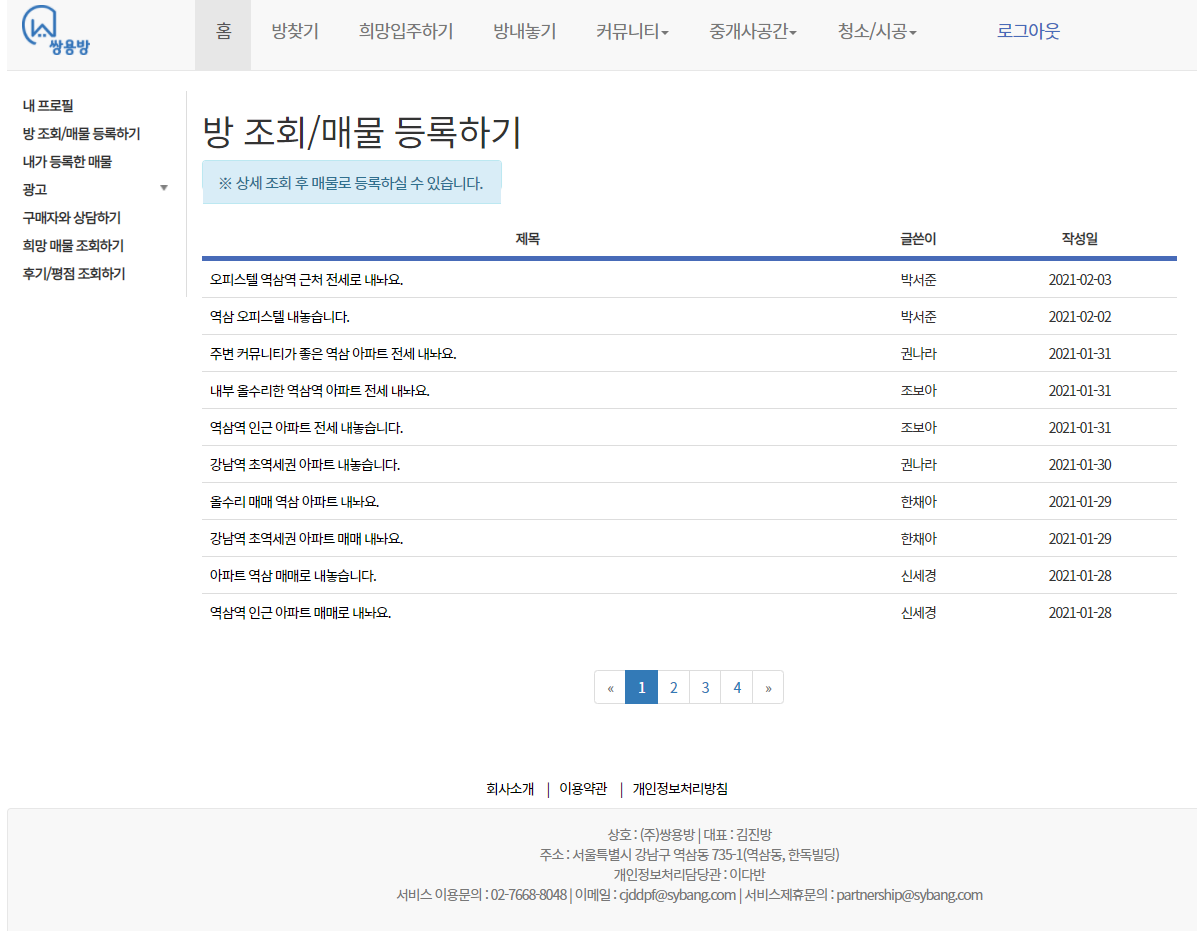 쌍용방
홈 방찾기 희망입주하기 방내놓기 커뮤니티 중개사공간 청소/시공 로그아웃
내 프로필
방 조회/매물 등록하기
내가 등록한 매물
광고
구매자와 상담하기
희망 매물 조회하기
후기/평점 조회하기
방 조회/매물 등록하기
※ 상세 조회 후 매물로 등록하실 수 있습니다.
제목 글쓴이 작성일
오피스텔 역삼역 근처 전세로 내놔요. 박서준 2021-02-03
역삼 오피스텔 내놓습니다. 박서준 2021-02-02
주변 커뮤니티가 좋은 역삼 아파트 전세 내놔요. 권나라 2021-01-31
내부 올수리한 역삼역 아파트 전세 내놔요. 조보아 2021-01-31
역삼역 인근 아파트 전세 내놓습니다. 조보아 2021-01-31
강남역 초역세권 아파트 내놓습니다. 권나라 2021-01-30
올수리 매매 역삼 아파트 내놔요. 한채아 2021-01-29
강남역 초역세권 아파트 매매 내놔요. 한채아 2021-01-29
아파트 역삼 매매로 내놓습니다. 신세경 2021-01-28
역삼역 인근 아파트 매매로 내놔요. 신세경 2021-01-28
« 1 2 3 4 »
회사소개 | 이용약관 | 개인정보처리방침
상호 : (주)쌍용방 | 대표 : 김진방
주소 : 서울특별시 강남구 역삼동 735-1(역삼동, 한독빌딩)
개인정보처리담당관 : 이다반
서비스 이용문의 : 02-7668-8048 | 이메일 : cjddpf@sybang.com | 서비스제휴문의 : partnership@sybang.com